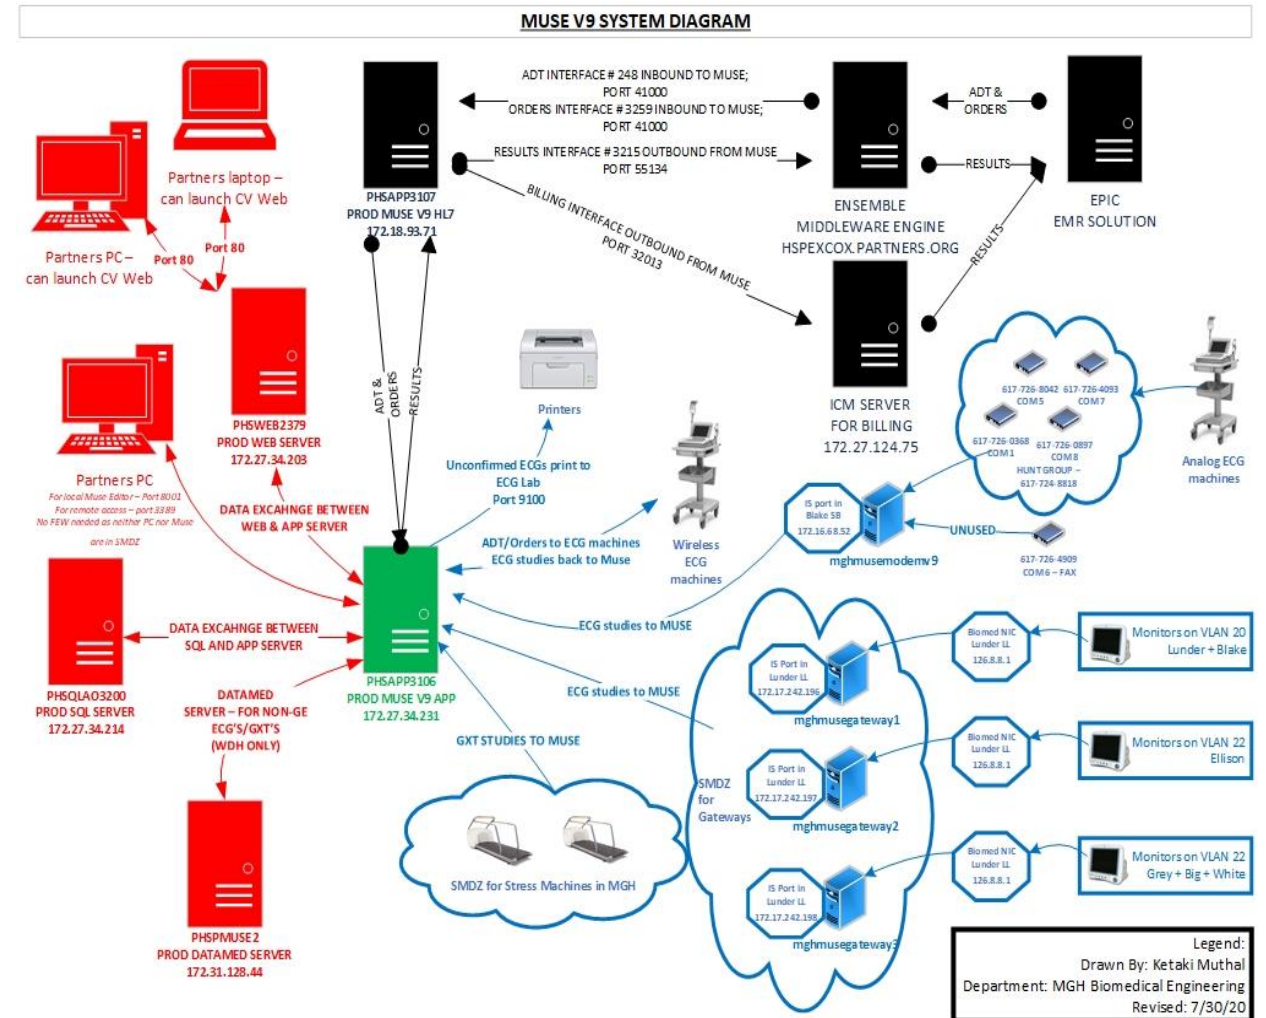 MUSE V9 SYSTEM DIAGRAM
ADT INTERFACE # 248 INBOUND TO MUSE;
PORT 41000
ORDERS INTERFACE # 3259 INBOUND TO MUSE;
PORT 41000
RESULTS INTERFACE # 3215 OUTBOUND FROM MUSE
PORT 55134
BILLING INTERFACE OUTBOUND FROM MUSE
PORT 32013
ADT &
ORDERS
RESULTS
RESULTS
PHSAPP3107
PROD MUSE V9 HL7
172.18.93.71
ENSEMBLE
MIDDLEWARE ENGINE
HSPEXCOX.PARTNERS.ORG
EPIC
EMR SOLUTION
ICM SERVER
FOR BILLING
172.27.124.75
Partners laptop –
can launch CV Web
Partners PC –
can launch CV Web
Port 80
Port 80
PHSWEB2379
PROD WEB SERVER
172.27.34.203
Partners PC
For local Muse Editor – Port 8001
For remote access – port 3389
No FEW needed as neither PC nor Muse
are in SMDZ
DATA EXCAHNGE BETWEEN
WEB & APP SERVER
ADT &
ORDERS
RESULTS
Printers
Unconfirmed ECGs print to
ECG Lab
Port 9100
ADT/Orders to ECG machines
ECG studies back to Muse
Wireless
ECG
machines
617-726-8042
COM5
617-726-4093
COM7
617-726-0368
COM1
617-726-0897
COM8
HUNTGROUP –
617-724-8818
Analog ECG
machines
IS port in
Blake SB
172.16.68.52
mghmusemodemv9
UNUSED
617-726-4909
COM6 – FAX
DATA EXCAHNGE BETWEEN
SQL AND APP SERVER
PHSQLAO3200
PROD SQL SERVER
172.27.34.214
PHSAPP3106
PROD MUSE V9 APP
172.27.34.231
DATAMED
SERVER – FOR NON-GE
ECG'S/GXT'S
(WDH ONLY)
PHSPMUSE2
PROD DATAMED SERVER
172.31.128.44
ECG studies to MUSE
ECG studies to MUSE
GXT STUDIES TO MUSE
SMDZ for Stress Machines in MGH
SMDZ
for
Gateways
IS Port in
Lunder LL
172.17.242.196
mghmusegateway1
Biomed NIC
Lunder LL
126.8.8.1
Monitors on VLAN 20
Lunder + Blake
IS Port in
Lunder LL
172.17.242.197
mghmusegateway2
Biomed NIC
Lunder LL
126.8.8.1
Monitors on VLAN 22
Ellison
IS Port in
Lunder LL
172.17.242.198
mghmusegateway3
Biomed NIC
Lunder LL
126.8.8.1
Monitors on VLAN 22
Grey + Big + White
Legend:
Drawn By: Ketaki Muthal
Department: MGH Biomedical Engineering
Revised: 7/30/20